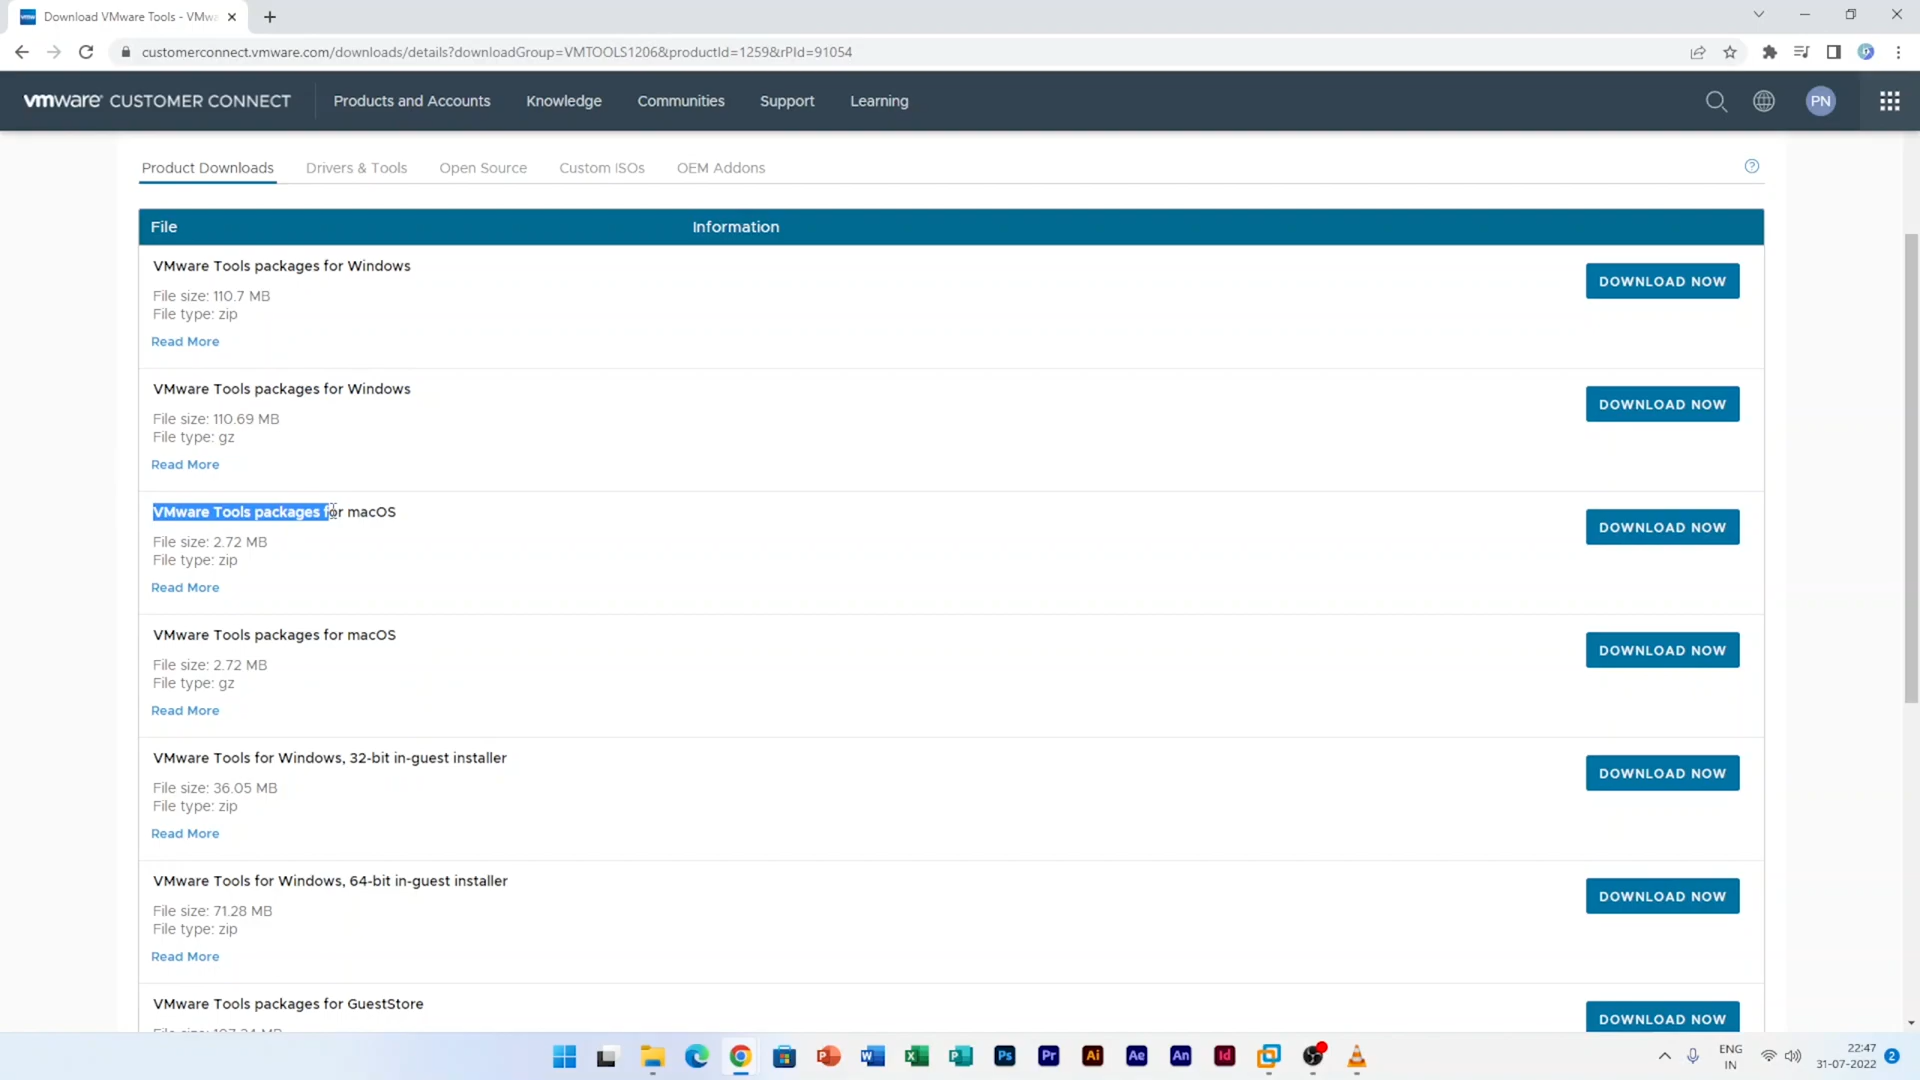 Download VMware Tools - VMwa
customerconnect.vmware.com/downloads/details?downloadGroup=VMTOOLS1206&productId=1259&rPId=91054
vmware® CUSTOMER CONNECT
Products and Accounts
Knowledge
Communities
Support
Learning
PN
Product Downloads
Drivers & Tools
Open Source
Custom ISOs
OEM Addons
?
File
Information
VMware Tools packages for Windows
File size: 110.7 MB
File type: zip
Read More
DOWNLOAD NOW
VMware Tools packages for Windows
File size: 110.69 MB
File type: gz
Read More
DOWNLOAD NOW
VMware Tools packages for macOS
File size: 2.72 MB
File type: zip
Read More
DOWNLOAD NOW
VMware Tools packages for macOS
File size: 2.72 MB
File type: gz
Read More
DOWNLOAD NOW
VMware Tools for Windows, 32-bit in-guest installer
File size: 36.05 MB
File type: zip
Read More
DOWNLOAD NOW
VMware Tools for Windows, 64-bit in-guest installer
File size: 71.28 MB
File type: zip
Read More
DOWNLOAD NOW
VMware Tools packages for GuestStore
DOWNLOAD NOW
Ps
Pr
Ai
Ae
An
Id
ENG
IN
22:47
31-07-2022
2